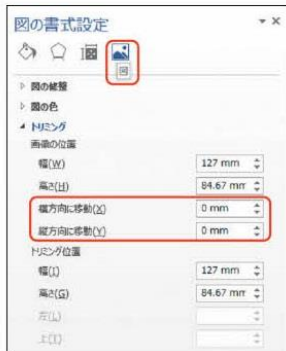 図の書式設定
図
図の修整
図の色
トリミング
画像の位置
幅(W) 127 mm
高さ(H) 84.67 mm
横方向に移動(X) 0 mm
縦方向に移動(Y) 0 mm
トリミング位置
幅(I) 127 mm
高さ(G) 84.67 mm
左(L)
上(T)